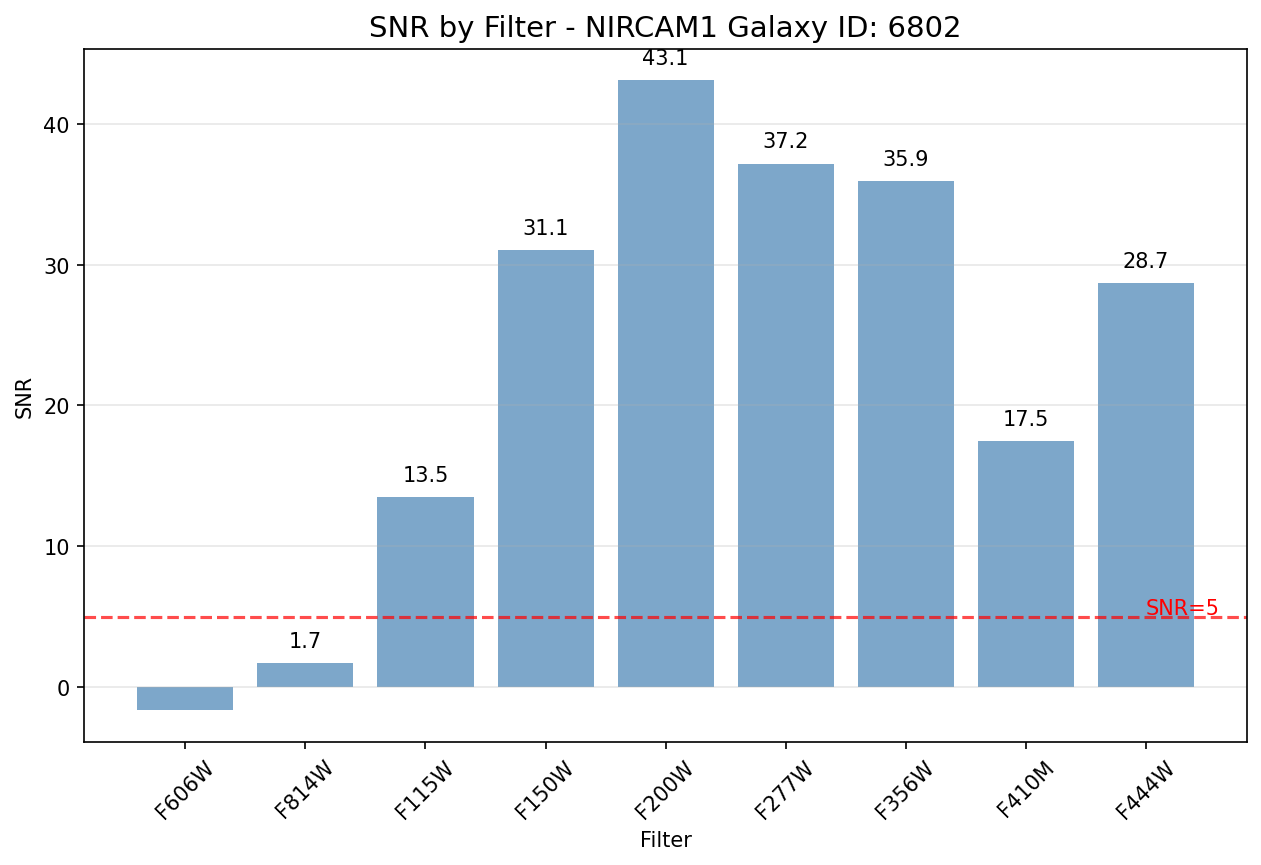 SNR by Filter - NIRCAM1 Galaxy ID: 6802
43.1
40
37.2
35.9
31.1
30
28.7
SNR
20
17.5
13.5
10
SNR=5
1.7
0
F606W
F814W
F115W
F150W
F200W
F277W
F356W
F410M
F444W
Filter